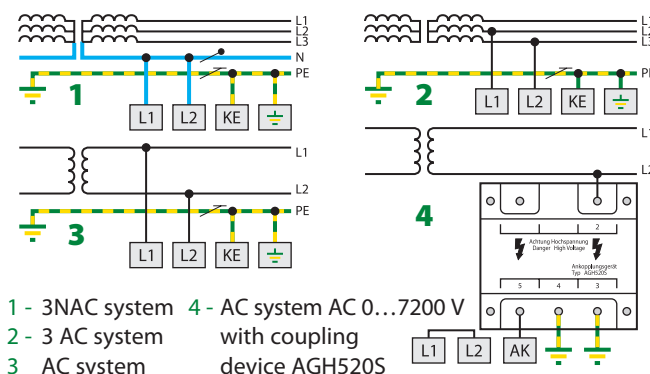 L1
L2
L3
N
PE
1
L1
L2
KE
L1
L2
L3
PE
2
L1
L2
KE
L1
L2
PE
3
L1
L2
KE
L1
L2
4
2
Achtung Hochspannung
Danger High Voltage
Ankopplungsgerät
Typ AGH520S
5
4
3
L1
L2
AK
1 - 3NAC system
2 - 3 AC system
3 AC system
4 - AC system AC 0…7200 V
with coupling
device AGH520S